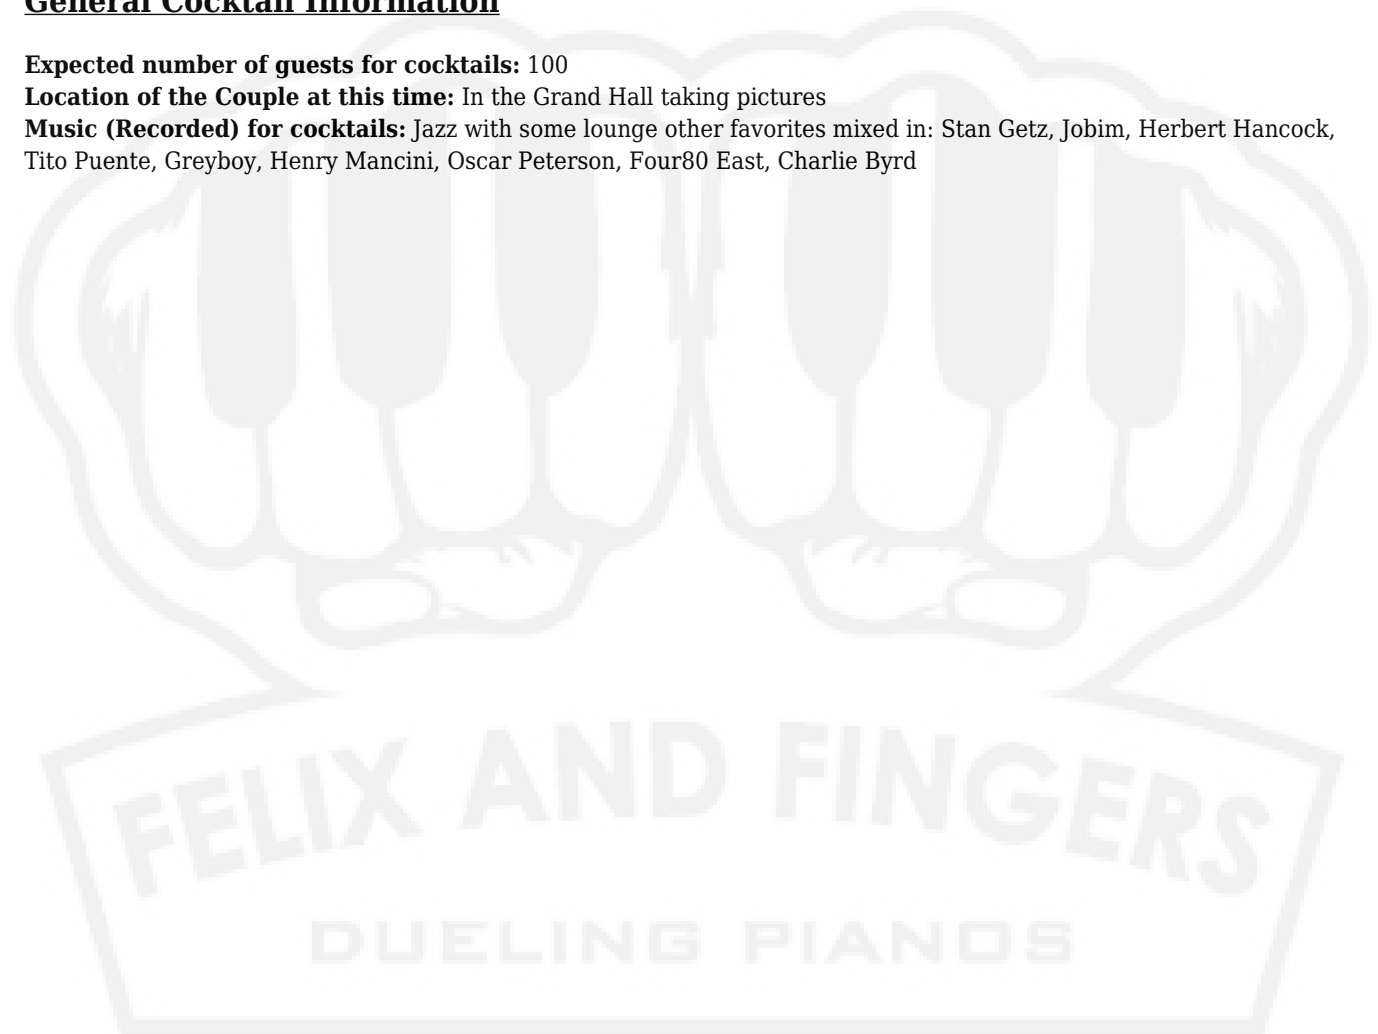 General Cocktail Information
Expected number of guests for cocktails: 100
Location of the Couple at this time: In the Grand Hall taking pictures
Music (Recorded) for cocktails: Jazz with some lounge other favorites mixed in: Stan Getz, Jobim, Herbert Hancock,
Tito Puente, Greyboy, Henry Mancini, Oscar Peterson, Four80 East, Charlie Byrd
FELIX AND FINGERS
DUELING PIANOS